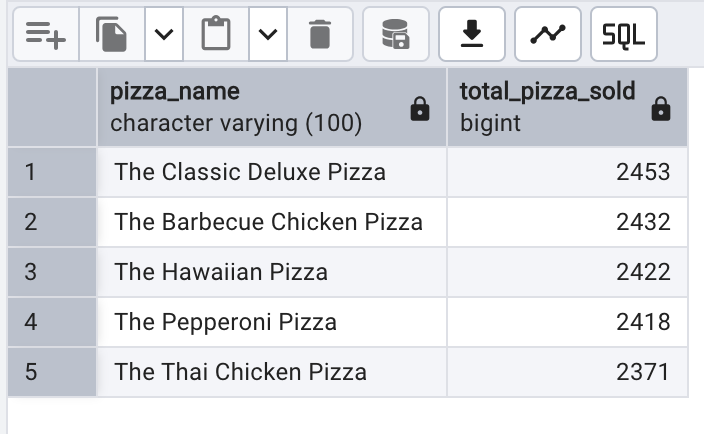 SQL
pizza_name total_pizza_sold
character varying (100) bigint
1 The Classic Deluxe Pizza 2453
2 The Barbecue Chicken Pizza 2432
3 The Hawaiian Pizza 2422
4 The Pepperoni Pizza 2418
5 The Thai Chicken Pizza 2371